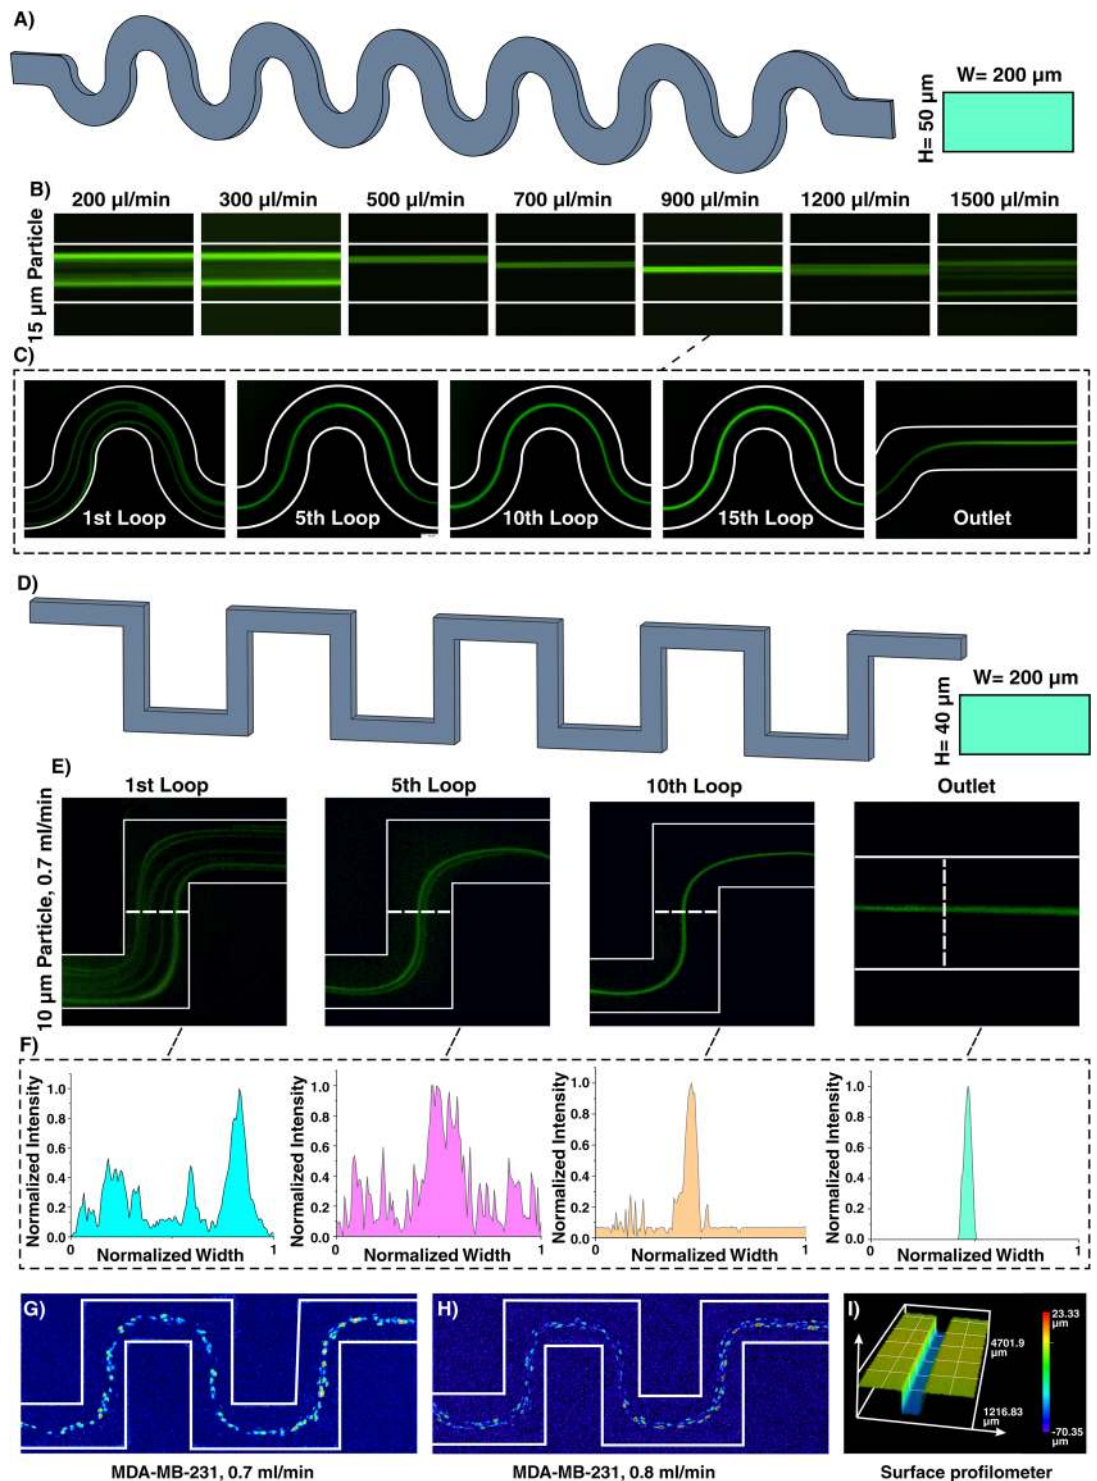 A)
W= 200 µm
H= 50 µm
B)
200 µl/min 300 µl/min 500 µl/min 700 µl/min 900 µl/min 1200 µl/min 1500 µl/min
15 µm Particle
C)
1st Loop 5th Loop 10th Loop 15th Loop Outlet
D)
W= 200 µm
H= 40 µm
E)
1st Loop 5th Loop 10th Loop Outlet
10 µm Particle, 0.7 ml/min
F)
Normalized Intensity
1.0
0.8
0.6
0.4
0.2
0.0
0 1
Normalized Width
Normalized Intensity
1.0
0.8
0.6
0.4
0.2
0.0
0 1
Normalized Width
Normalized Intensity
1.0
0.8
0.6
0.4
0.2
0.0
0 1
Normalized Width
Normalized Intensity
1.0
0.8
0.6
0.4
0.2
0.0
0 1
Normalized Width
G)
MDA-MB-231, 0.7 ml/min
H)
MDA-MB-231, 0.8 ml/min
I)
23.33
µm
4701.9
µm
1216.83
µm
-70.35
µm
Surface profilometer